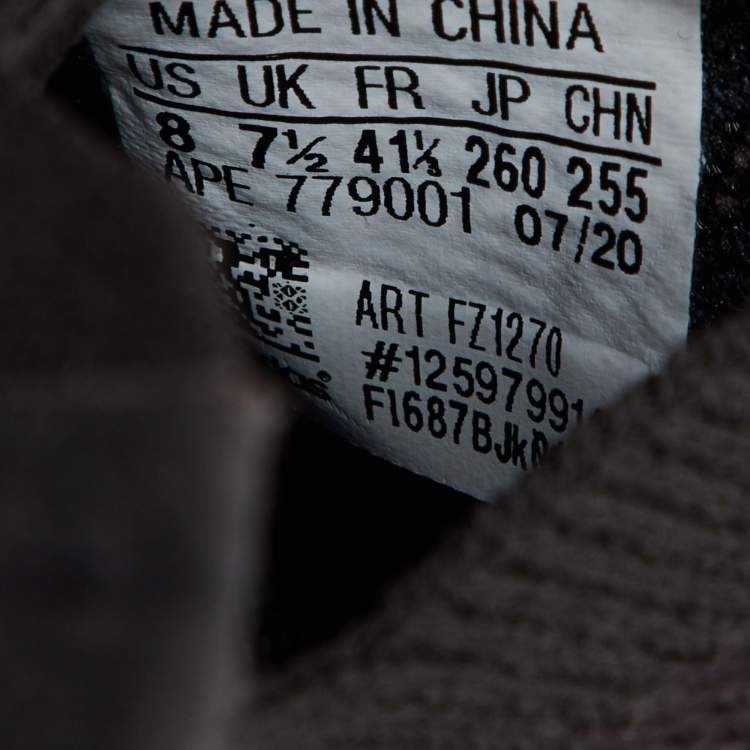 MADE IN CHINA
US UK FR JP CHN
8 7½ 41⅓ 260 255
APE 779001 07/20
ART FZ1270
#12597991
F1687BJK